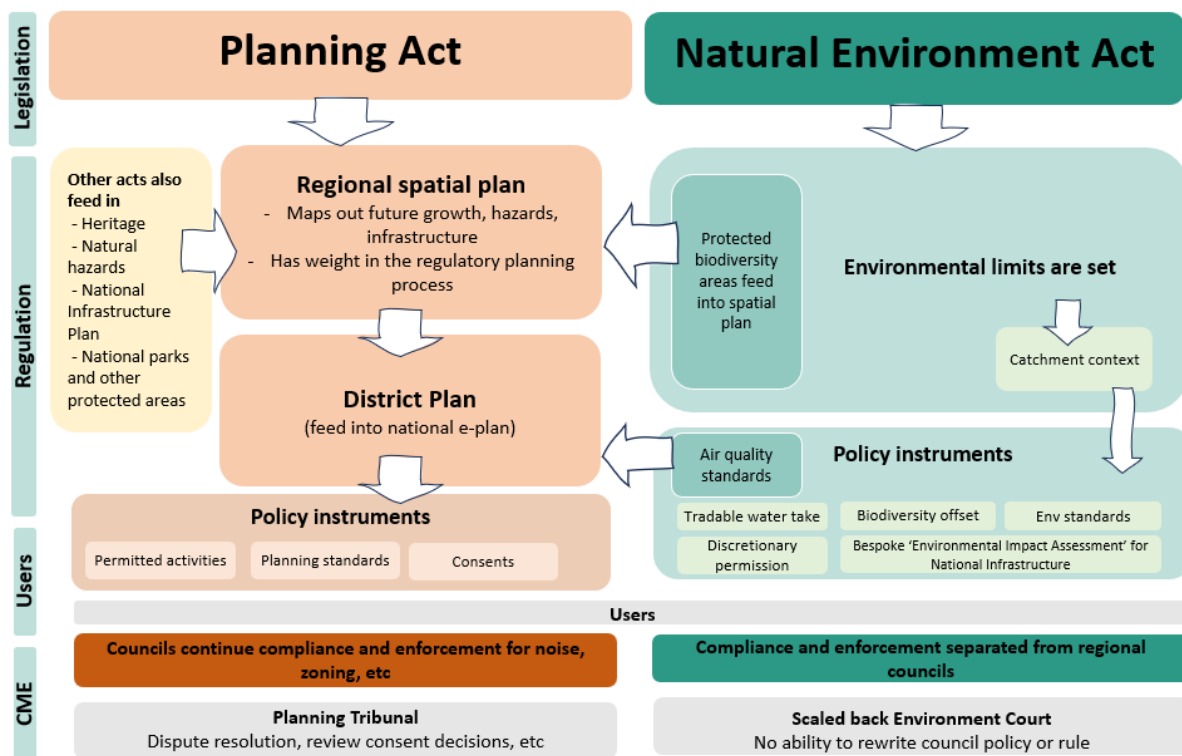 Legislation
Planning Act
Natural Environment Act
Regulation
Other acts also
feed in
- Heritage
- Natural
hazards
- National
Infrastructure
Plan
- National parks
and other
protected areas
Regional spatial plan
- Maps out future growth, hazards,
infrastructure
- Has weight in the regulatory planning
process
Protected
biodiversity
areas feed
into spatial
plan
Environmental limits are set
Catchment context
District Plan
(feed into national e-plan)
Air quality
standards
Policy instruments
Tradable water take
Biodiversity offset
Env standards
Discretionary
permission
Bespoke ‘Environmental Impact Assessment’ for
National Infrastructure
Policy instruments
Permitted activities
Planning standards
Consents
Users
Users
CME
Councils continue compliance and enforcement for noise,
zoning, etc
Compliance and enforcement separated from regional
councils
Planning Tribunal
Dispute resolution, review consent decisions, etc
Scaled back Environment Court
No ability to rewrite council policy or rule